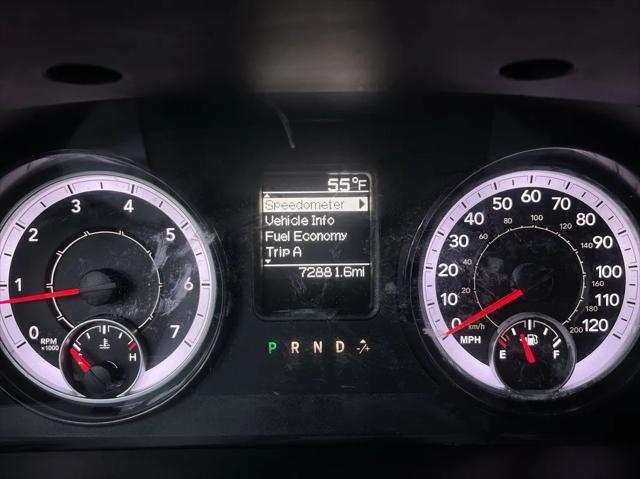 55°F
Speedometer
Vehicle Info
Fuel Economy
Trip A
72881.6mi
P R N D -/+
0 1 2 3 4 5 6 7
RPM
x1000
H
0 10 20 30 40 50 60 70 80 90 100 110 120
MPH
km/h
E F